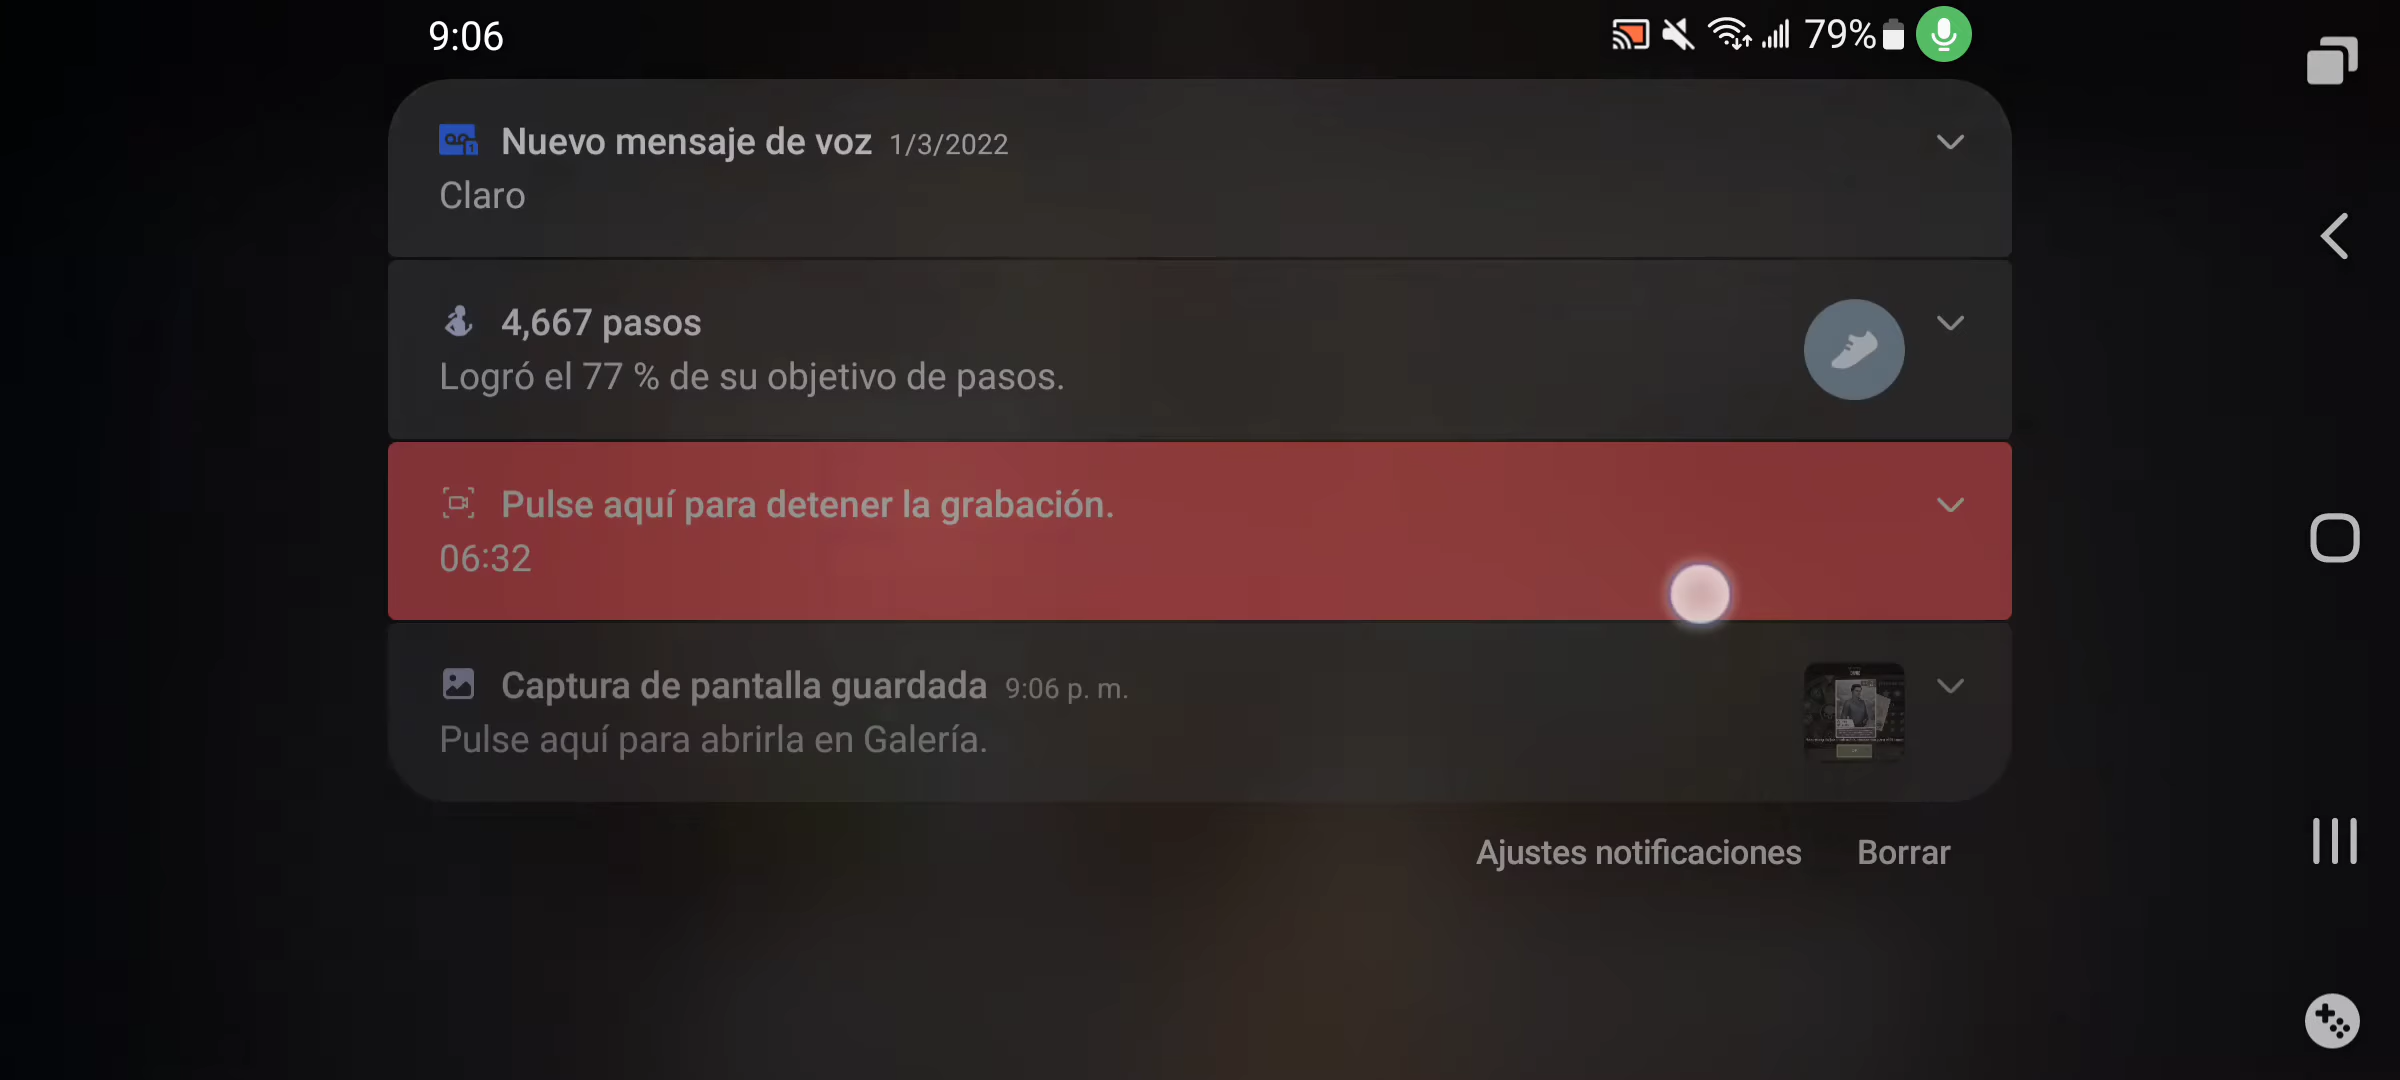 9:06
79%
Nuevo mensaje de voz 1/3/2022
Claro
4,667 pasos
Logró el 77 % de su objetivo de pasos.
Pulse aquí para detener la grabación.
06:32
Captura de pantalla guardada 9:06 p. m.
Pulse aquí para abrirla en Galería.
Ajustes notificaciones Borrar